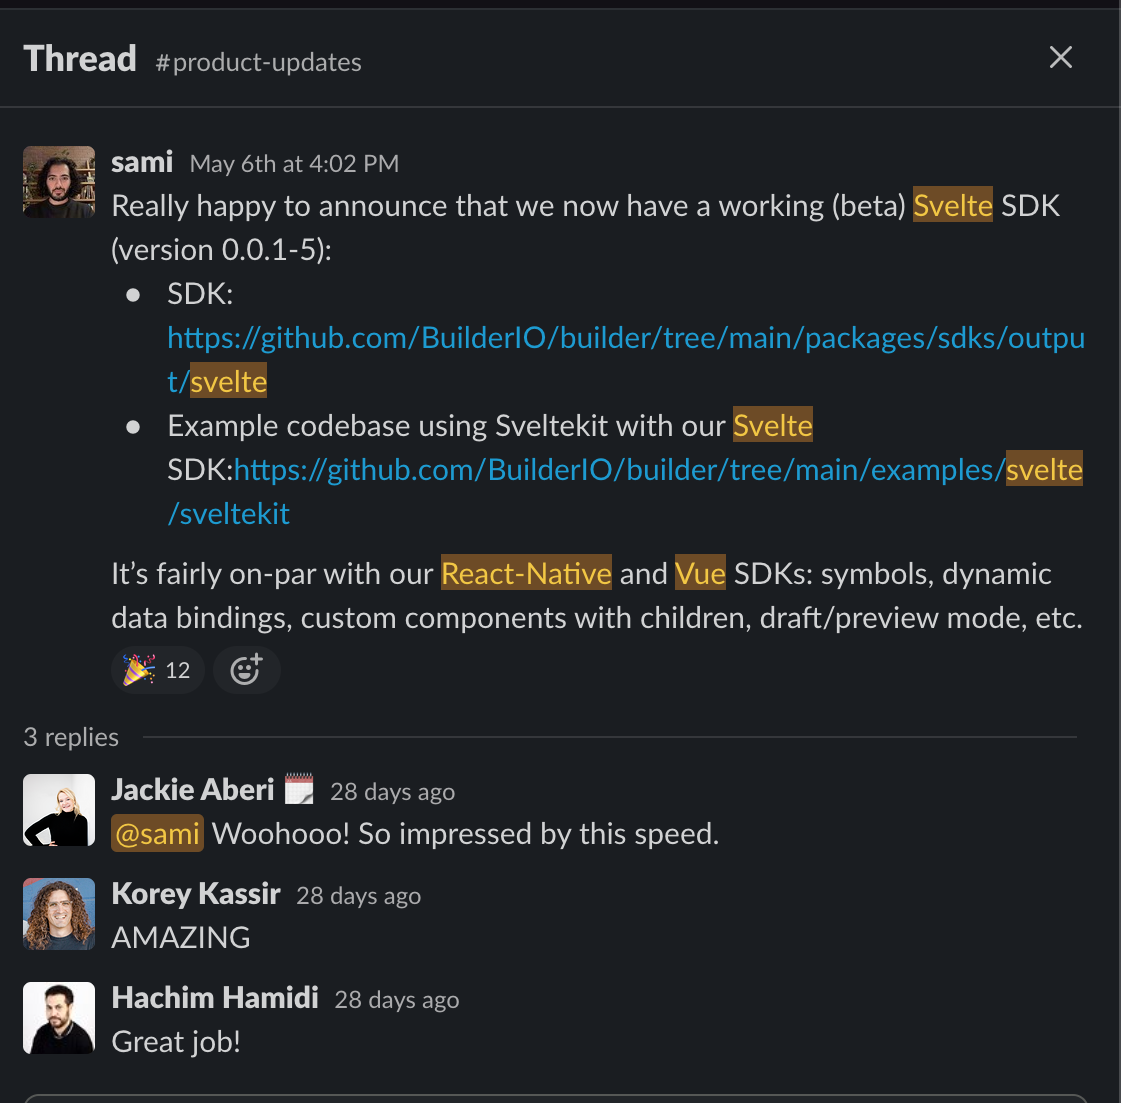 Thread #product-updates
sami May 6th at 4:02 PM
Really happy to announce that we now have a working (beta) Svelte SDK
(version 0.0.1-5):
● SDK:
https://github.com/BuilderIO/builder/tree/main/packages/sdks/outpu
t/svelte
● Example codebase using Sveltekit with our Svelte
SDK:https://github.com/BuilderIO/builder/tree/main/examples/svelte
/sveltekit
It’s fairly on-par with our React-Native and Vue SDKs: symbols, dynamic
data bindings, custom components with children, draft/preview mode, etc.
12
3 replies
Jackie Aberi 28 days ago
@sami Woohooo! So impressed by this speed.
Korey Kassir 28 days ago
AMAZING
Hachim Hamidi 28 days ago
Great job!